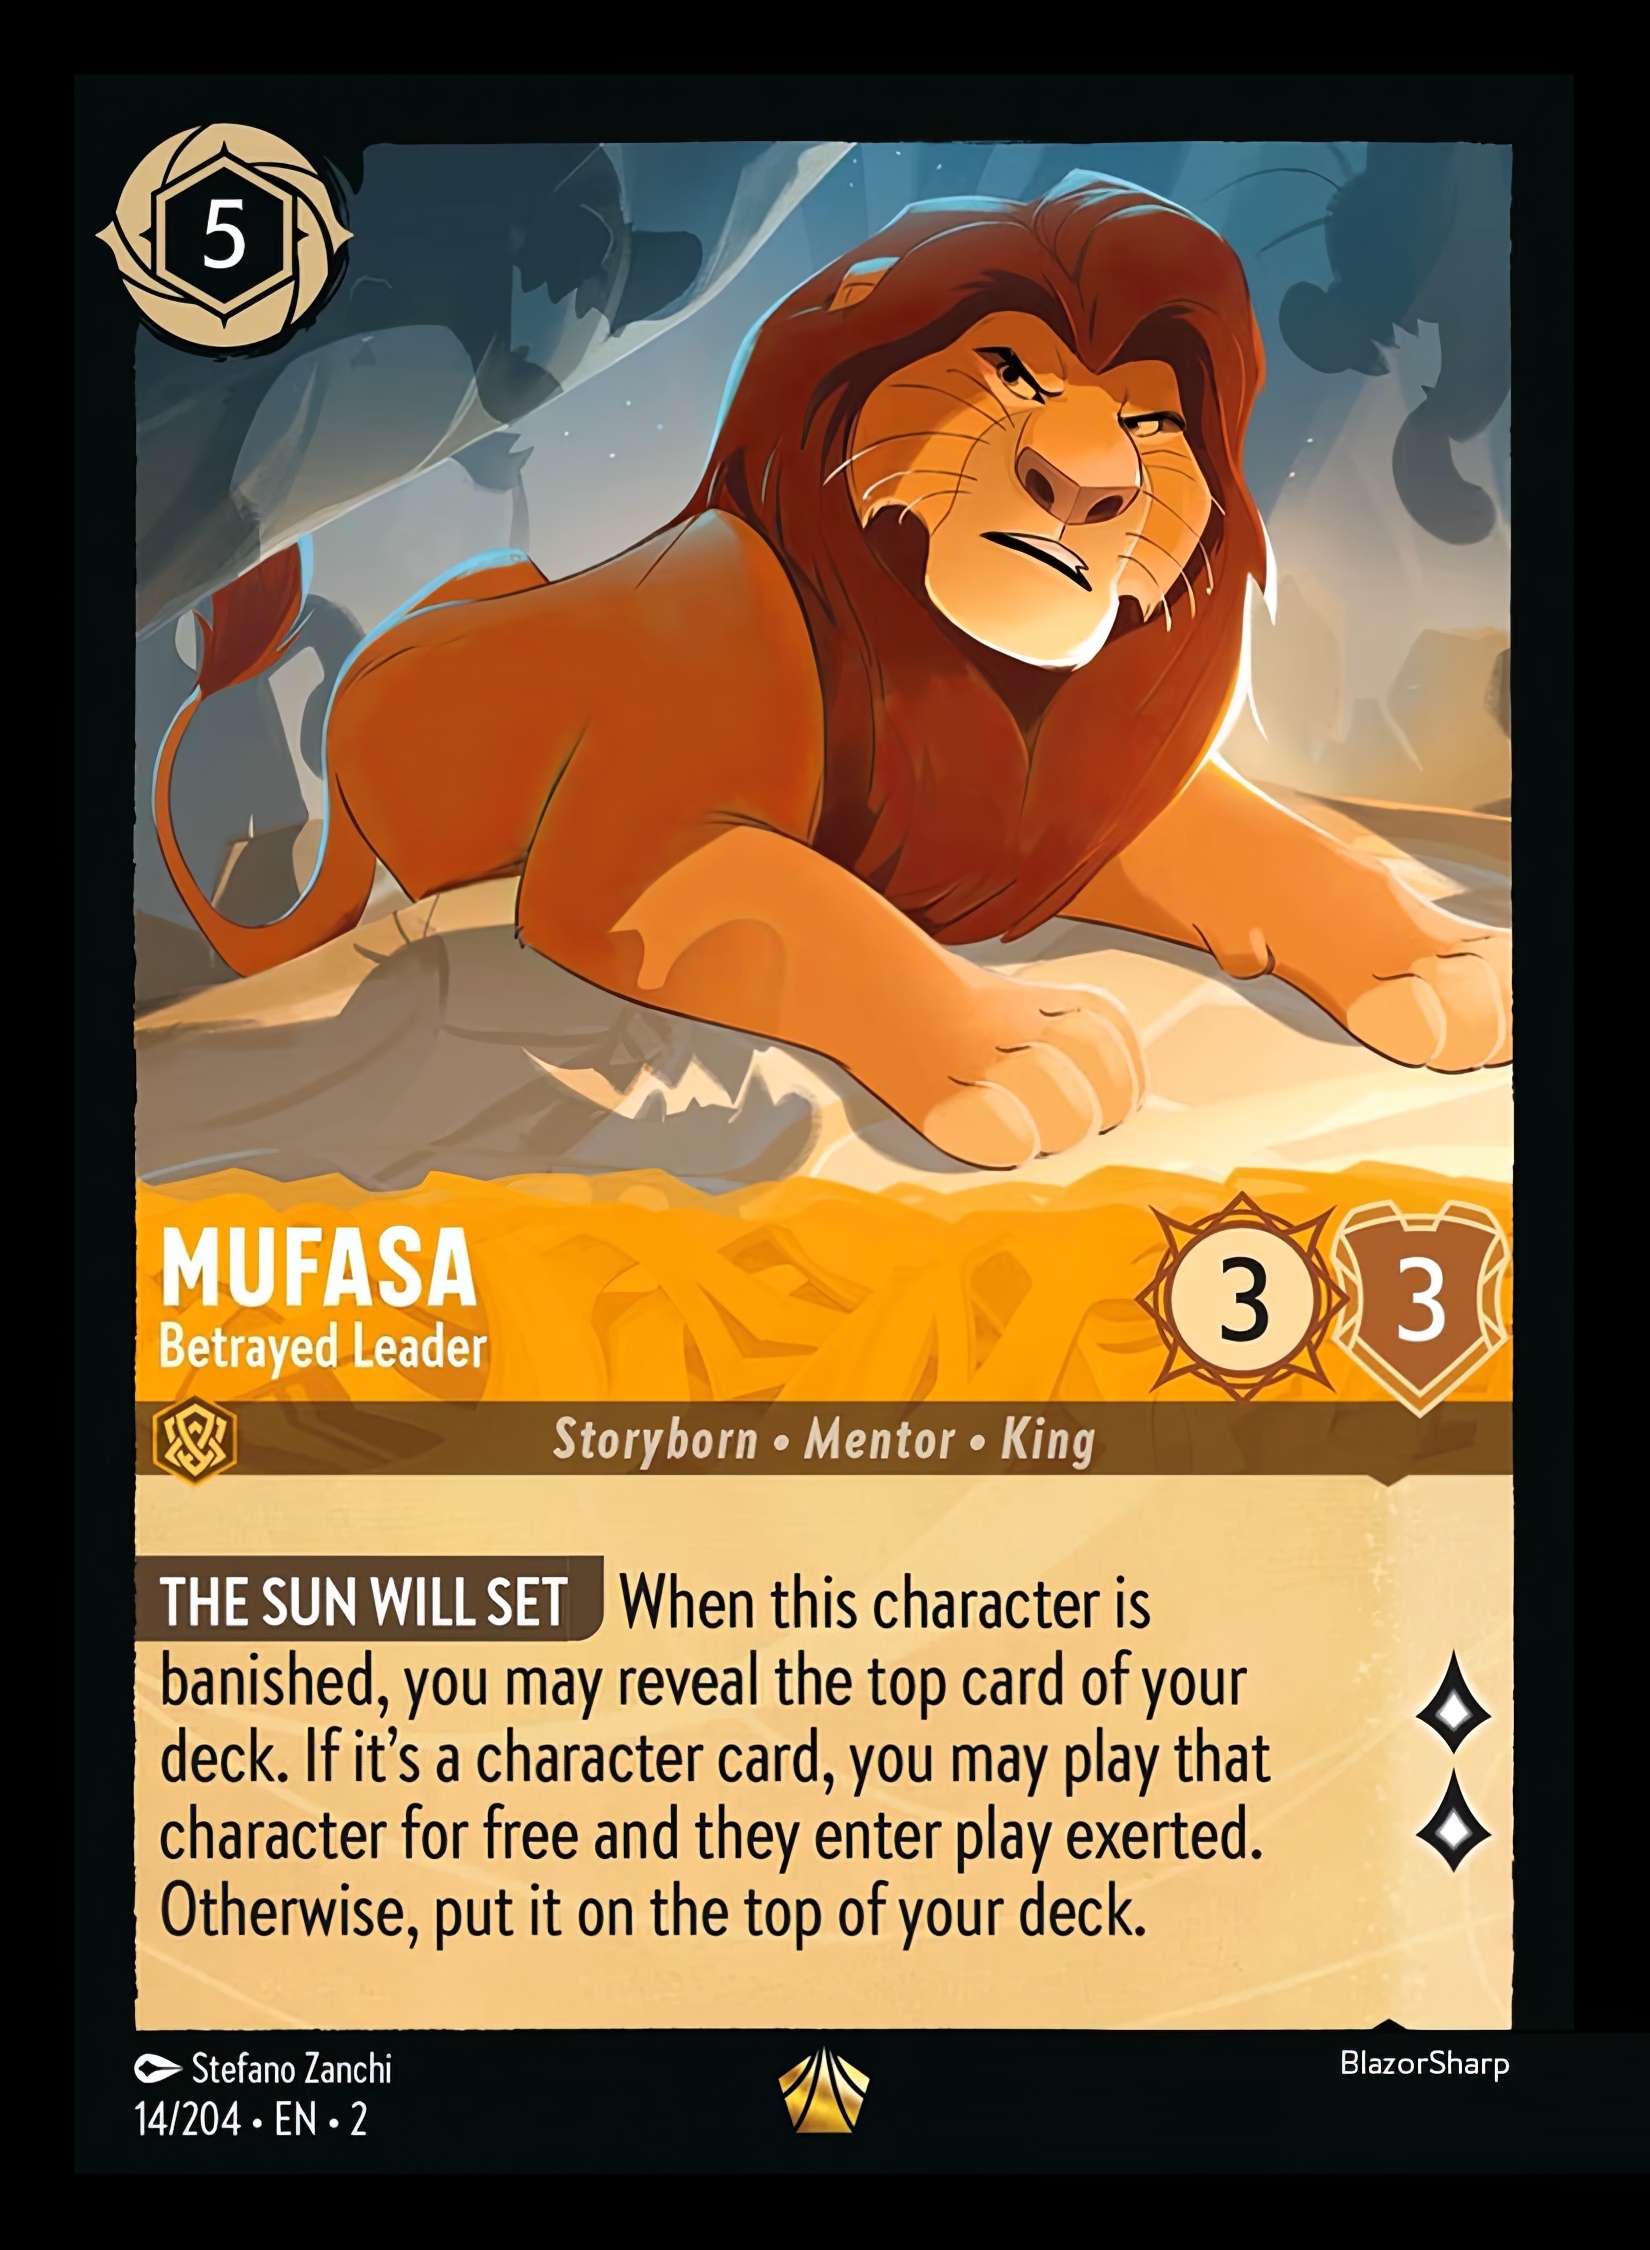 5
MUFASA
Betrayed Leader
3
3
Storyborn • Mentor • King
THE SUN WILL SET When this character is
banished, you may reveal the top card of your
deck. If it's a character card, you may play that
character for free and they enter play exerted.
Otherwise, put it on the top of your deck.
Stefano Zanchi
BlazorSharp
14/204 • EN • 2